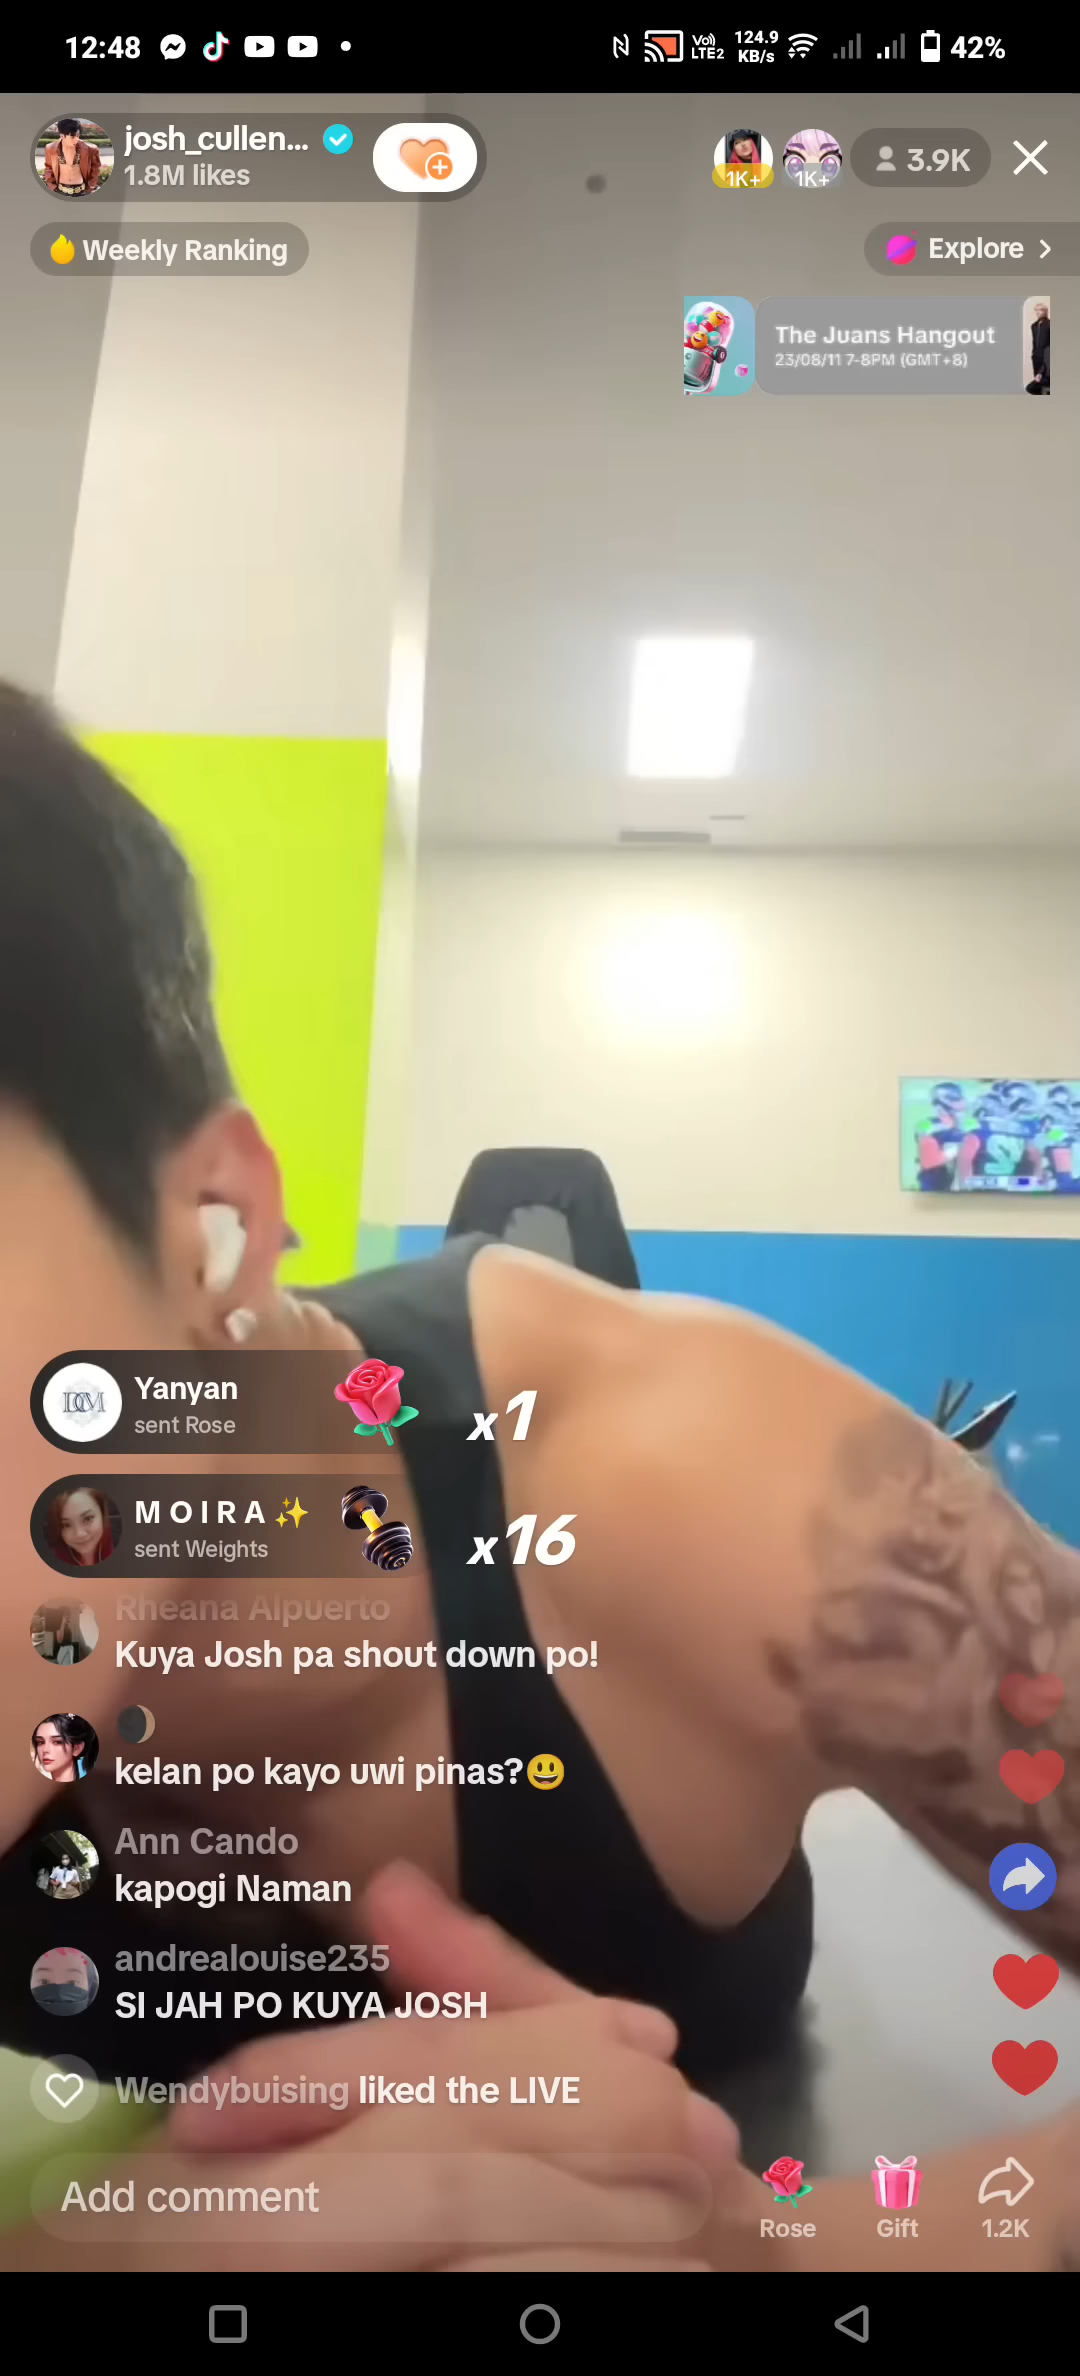 12:48
Vo))
LTE2
124.9
KB/s
42%
josh_cullen...
1.8M likes
1K+
1K+
3.9K
Weekly Ranking
Explore
The Juans Hangout
23/08/11 7-8PM (GMT+8)
Yanyan
sent Rose
x1
DCM
M O I R A ✨
sent Weights
x16
Rheana Alpuerto
Kuya Josh pa shout down po!
🌖
kelan po kayo uwi pinas?😃
Ann Cando
kapogi Naman
andrealouise235
SI JAH PO KUYA JOSH
Wendybuising liked the LIVE
Add comment
Rose
Gift
1.2K